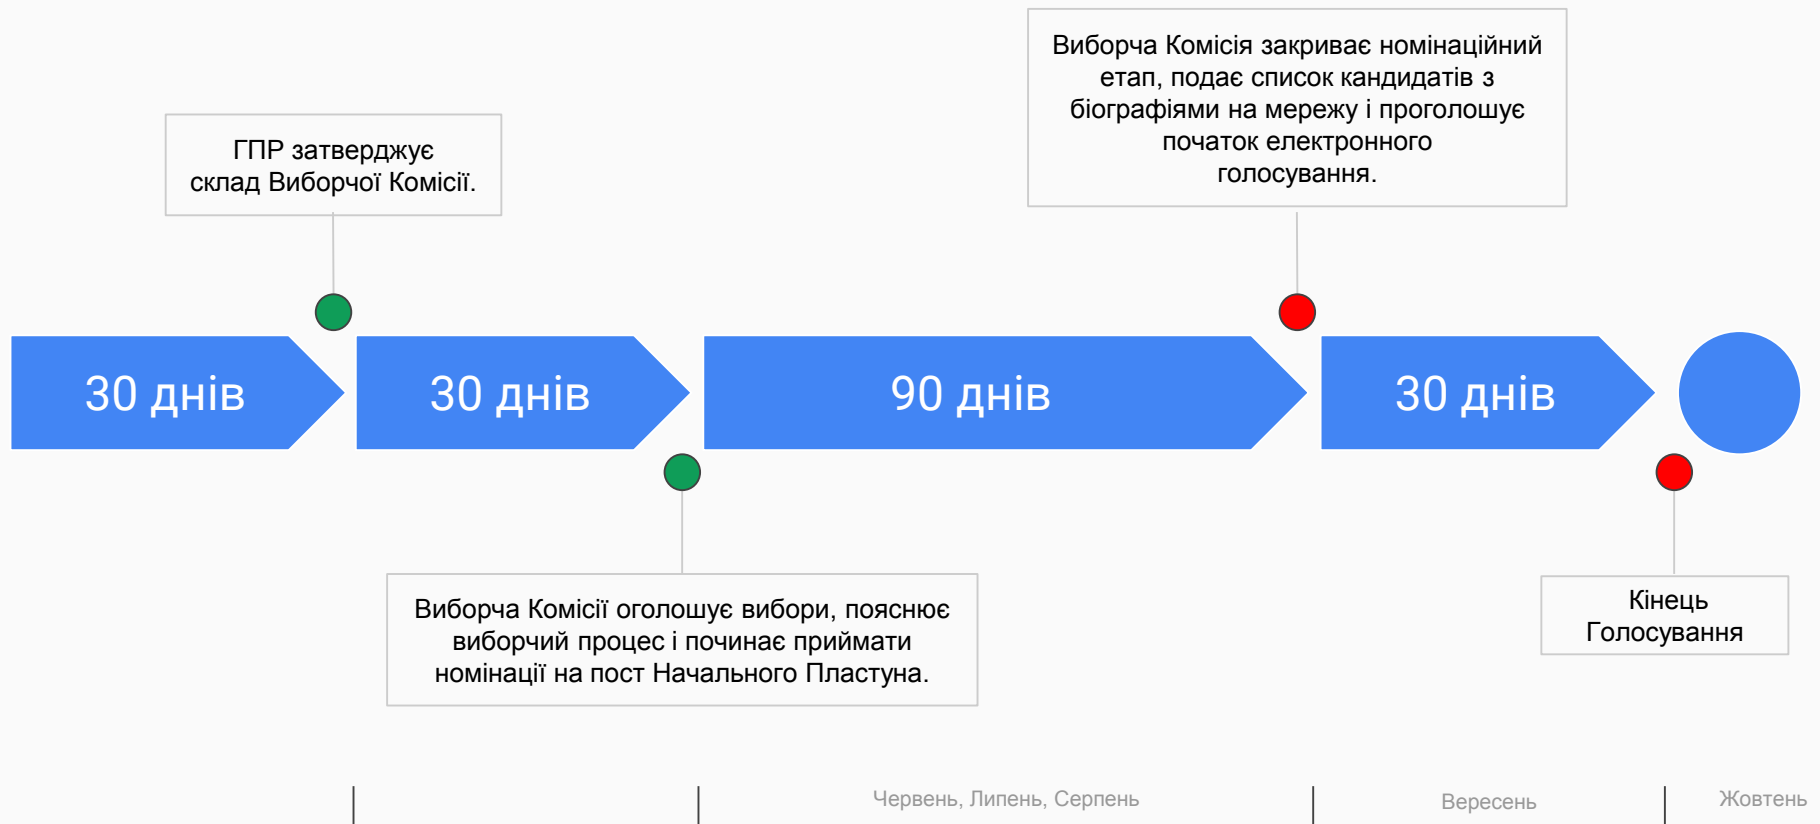 Виборча Комісія закриває номінаційний
етап, подає список кандидатів з
біографіями на мережу і проголошує
початок електронного
голосування.
ГПР затверджує
склад Виборчої Комісії.
30 днів
30 днів
90 днів
30 днів
Виборча Комісії оголошує вибори, пояснює
виборчий процес і починає приймати
номінації на пост Начального Пластуна.
Кінець
Голосування
Червень, Липень, Серпень
Вересень
Жовтень